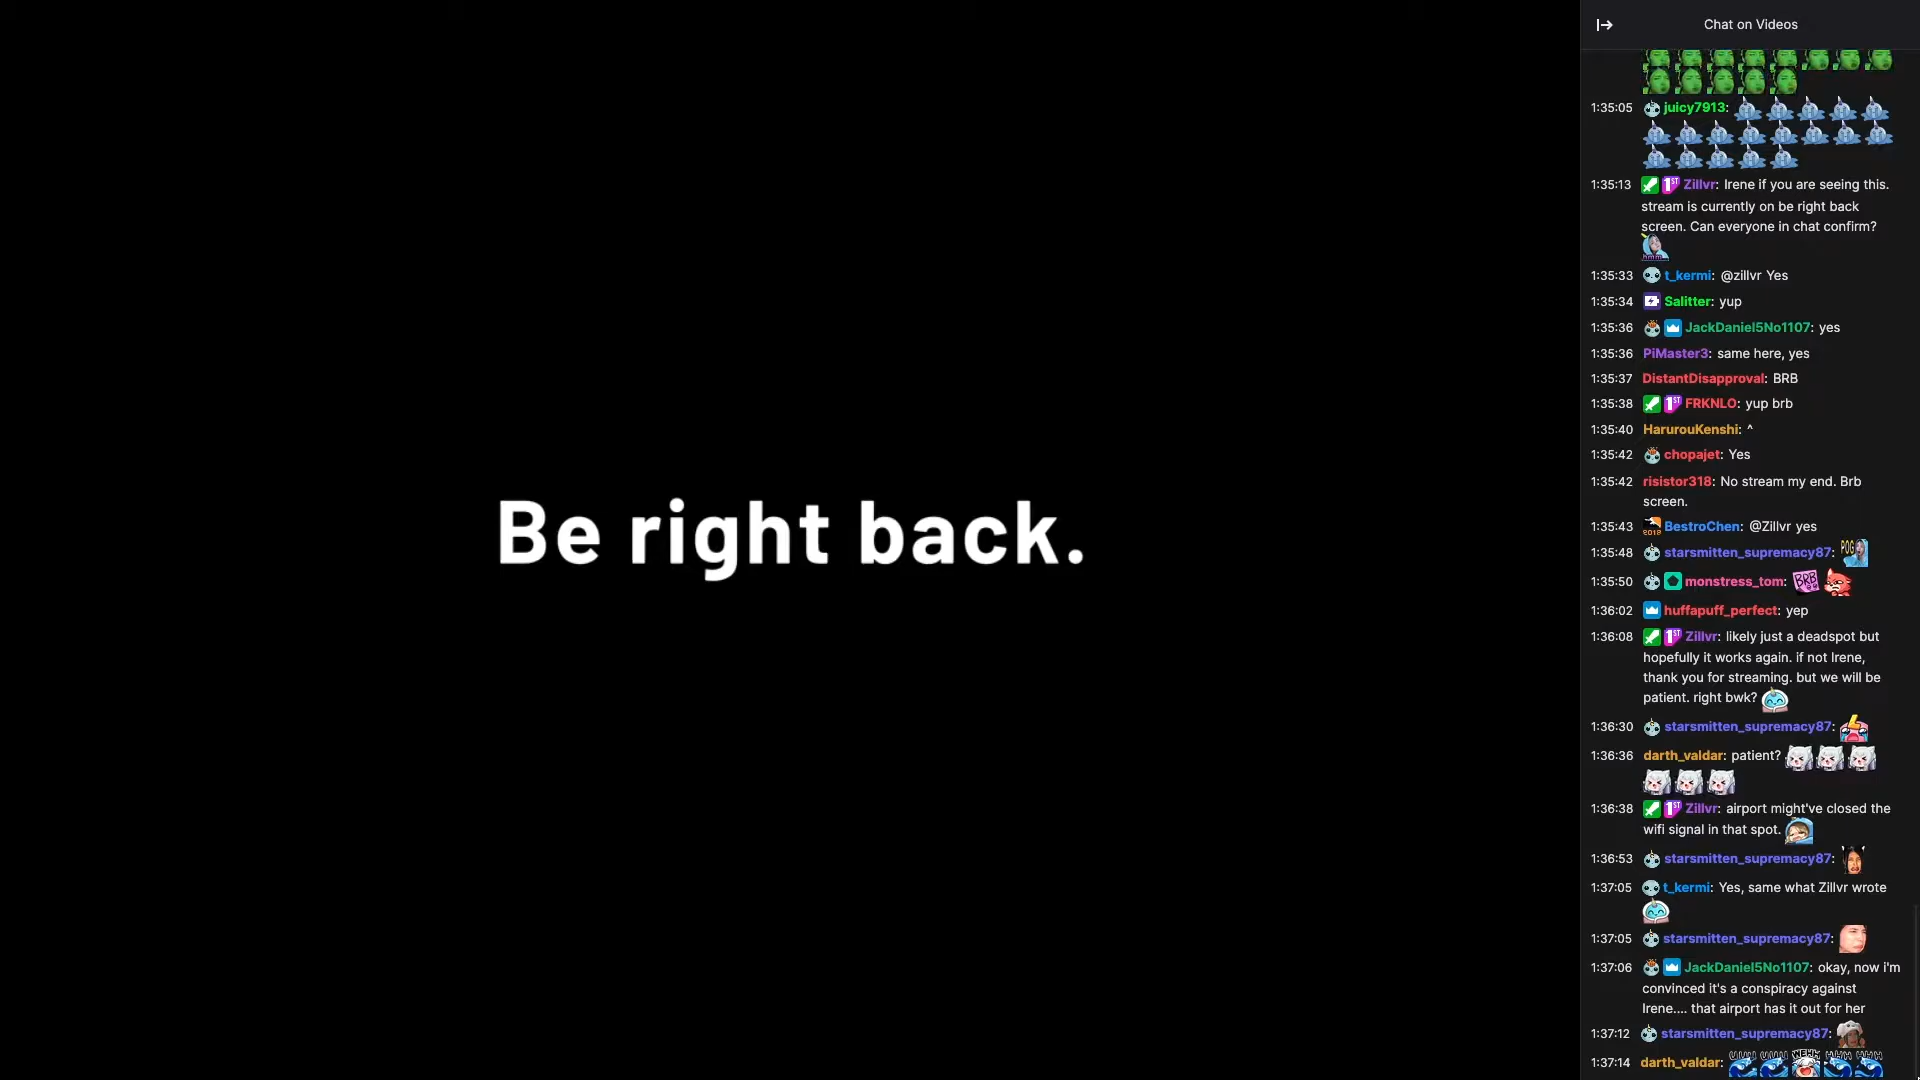 Chat on Videos
1:35:05 juicy7913:
1:35:13 Zillvr: Irene if you are seeing this.
stream is currently on be right back
screen. Can everyone in chat confirm?
1:35:33 t_kermi: @zillvr Yes
1:35:34 Salitter: yup
1:35:36 JackDaniel5No1107: yes
1:35:36 PiMaster3: same here, yes
1:35:37 DistantDisapproval: BRB
1:35:38 FRKNLO: yup brb
1:35:40 HarurouKenshi: ^
1:35:42 chopajet: Yes
1:35:42 risistor318: No stream my end. Brb
screen.
1:35:43 BestroChen: @Zillvr yes
1:35:48 starsmitten_supremacy87: POG
1:35:50 monstress_tom: BRB
1:36:02 huffapuff_perfect: yep
1:36:08 Zillvr: likely just a deadspot but
hopefully it works again. if not Irene,
thank you for streaming. but we will be
patient. right bwk?
1:36:30 starsmitten_supremacy87:
1:36:36 darth_valdar: patient?
1:36:38 Zillvr: airport might've closed the
wifi signal in that spot.
1:36:53 starsmitten_supremacy87:
1:37:05 t_kermi: Yes, same what Zillvr wrote
1:37:05 starsmitten_supremacy87:
1:37:06 JackDaniel5No1107: okay, now i'm
convinced it's a conspiracy against
Irene.... that airport has it out for her
1:37:12 starsmitten_supremacy87:
1:37:14 darth_valdar:
Be right back.